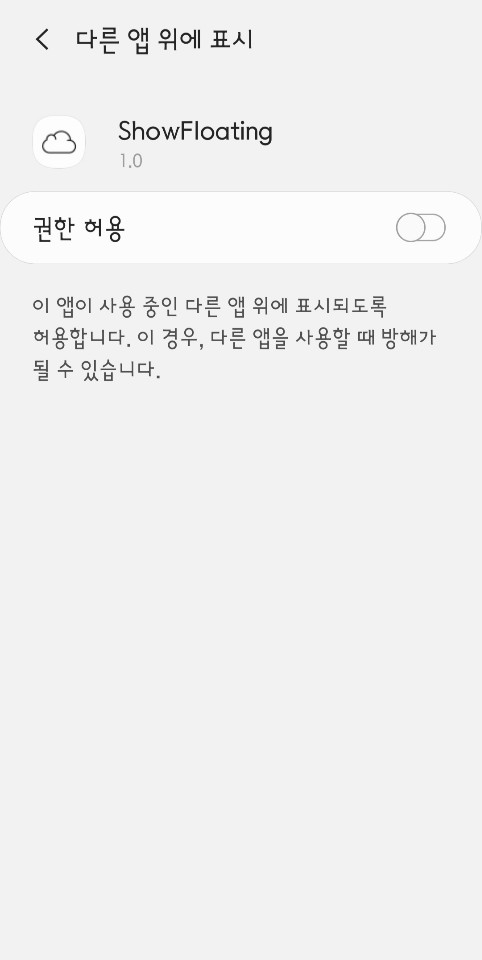 다른 앱 위에 표시
ShowFloating
1.0
권한 허용
이 앱이 사용 중인 다른 앱 위에 표시되도록
허용합니다. 이 경우, 다른 앱을 사용할 때 방해가
될 수 있습니다.